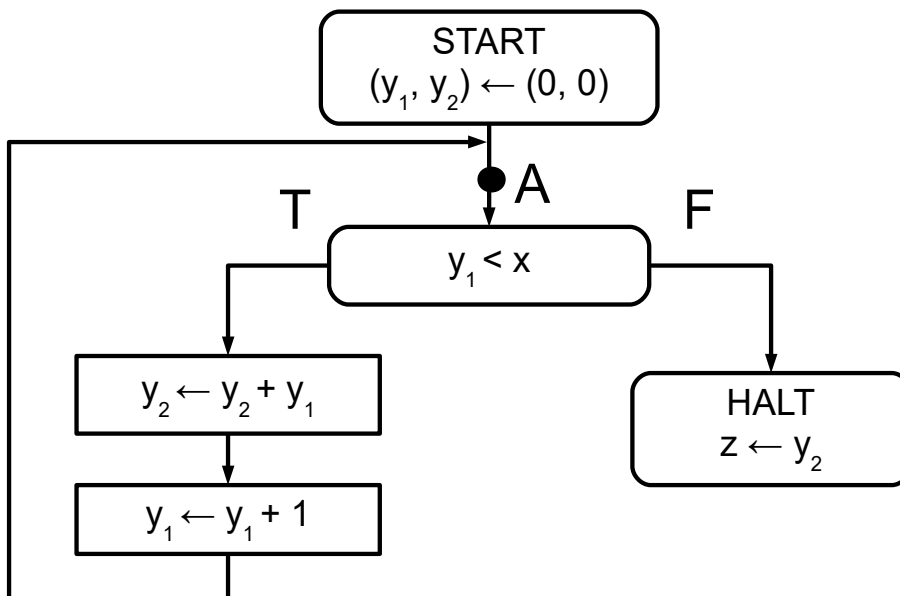 START
(y₁, y₂) ← (0, 0)
A
T
F
y₁ < x
y₂ ← y₂ + y₁
HALT
z ← y₂
y₁ ← y₁ + 1